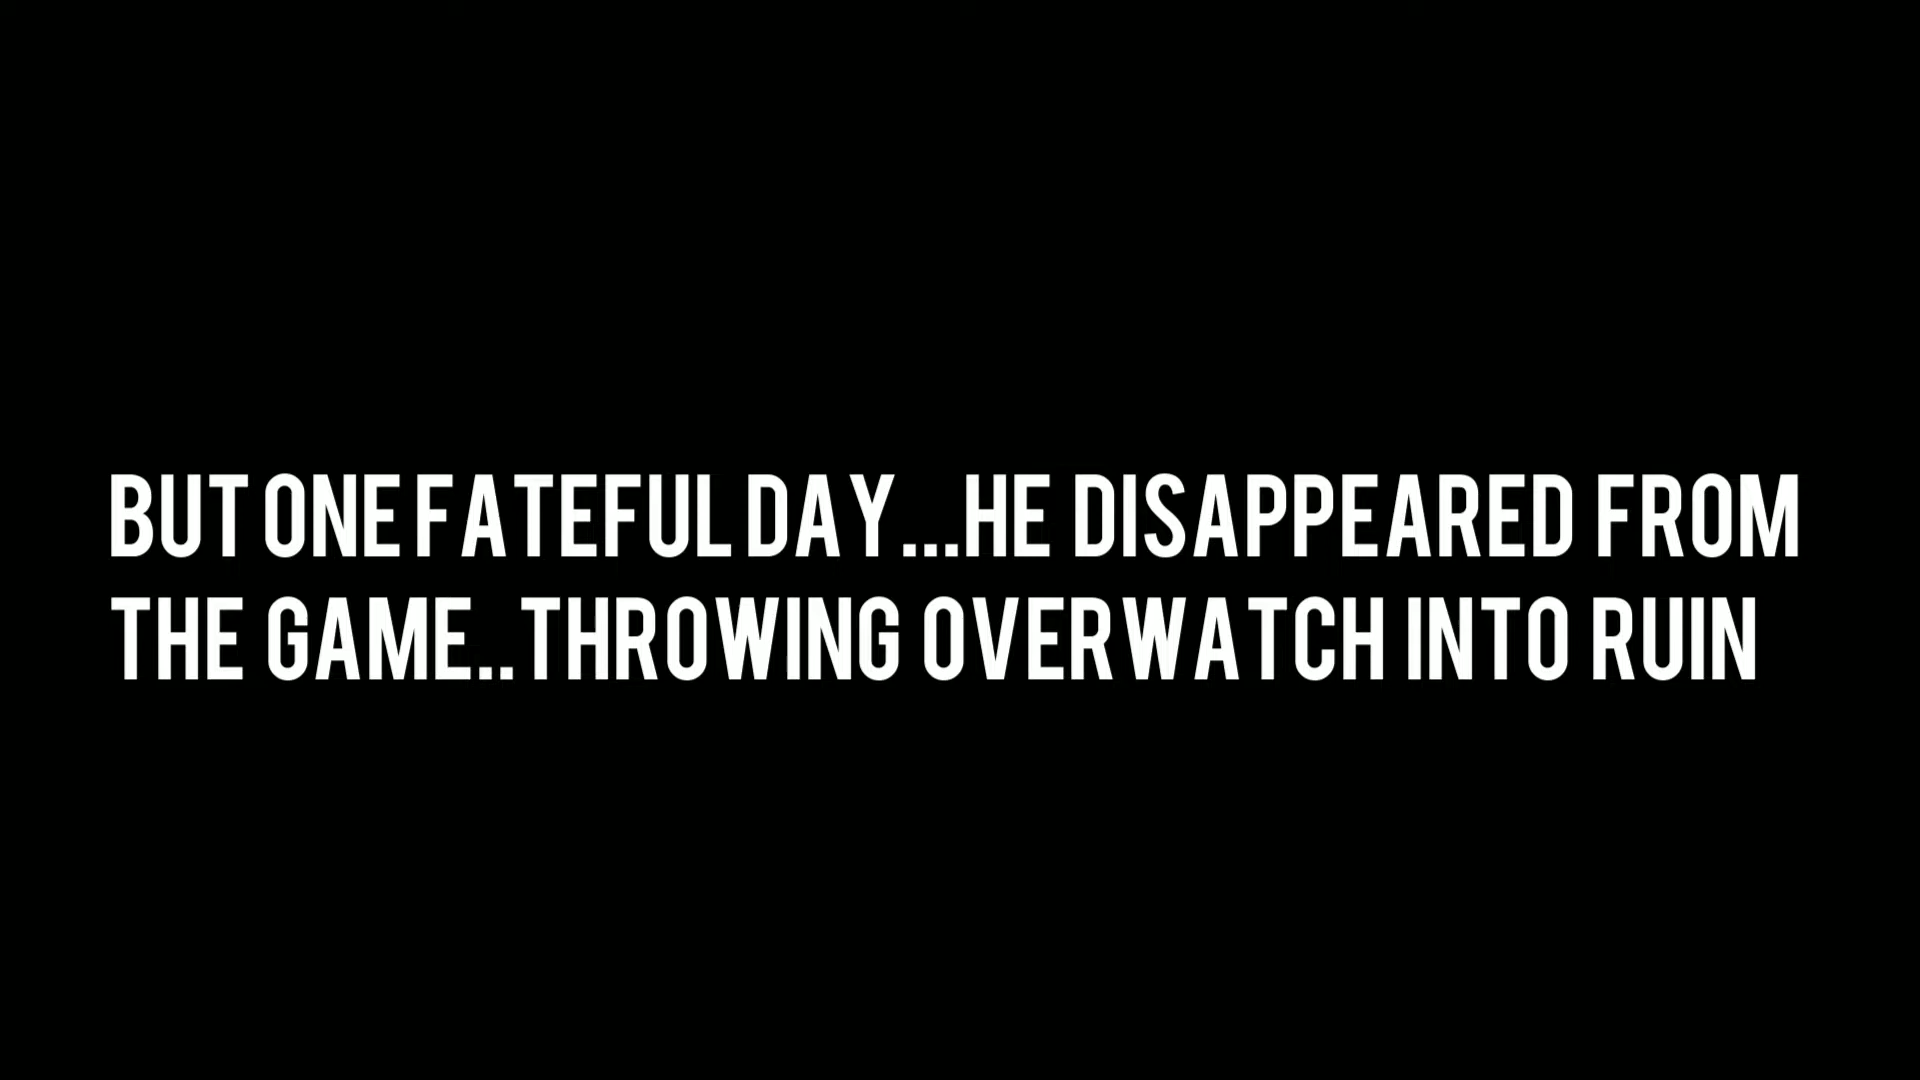 BUT ONE FATEFUL DAY...HE DISAPPEARED FROM
THE GAME..THROWING OVERWATCH INTO RUIN